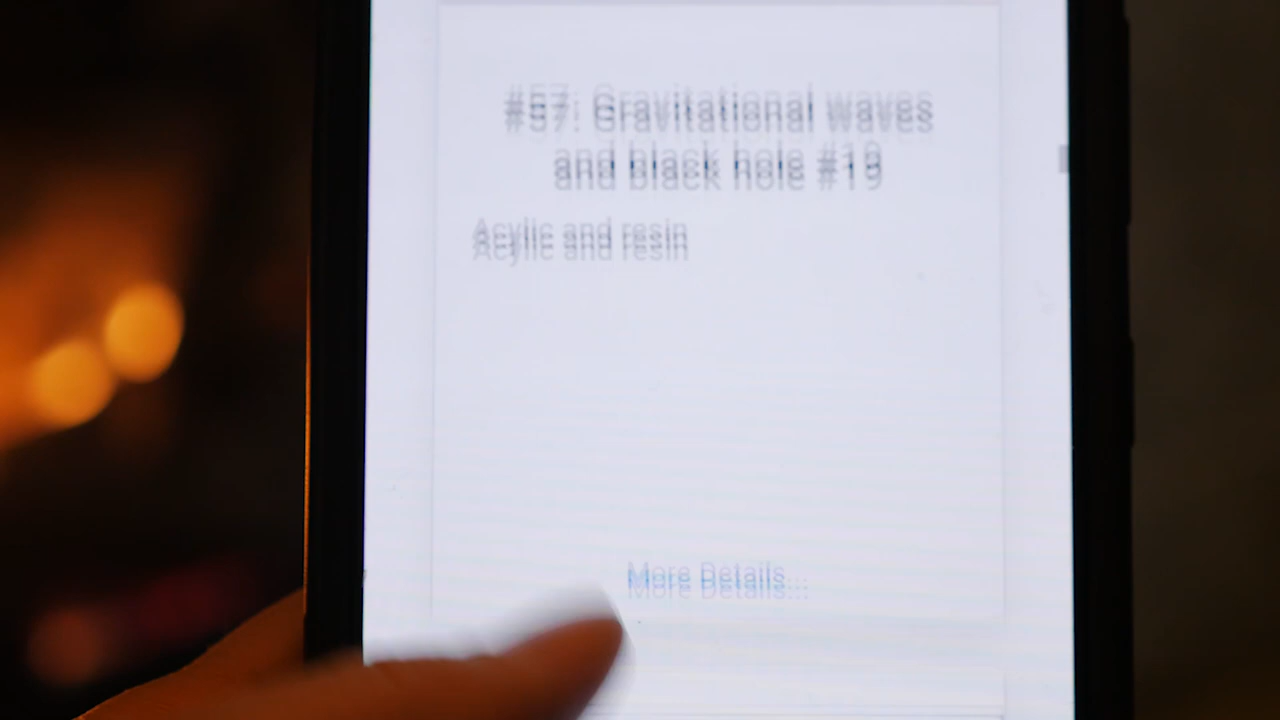 #57: Gravitational waves
and black hole #19
Acylic and resin
More Details...